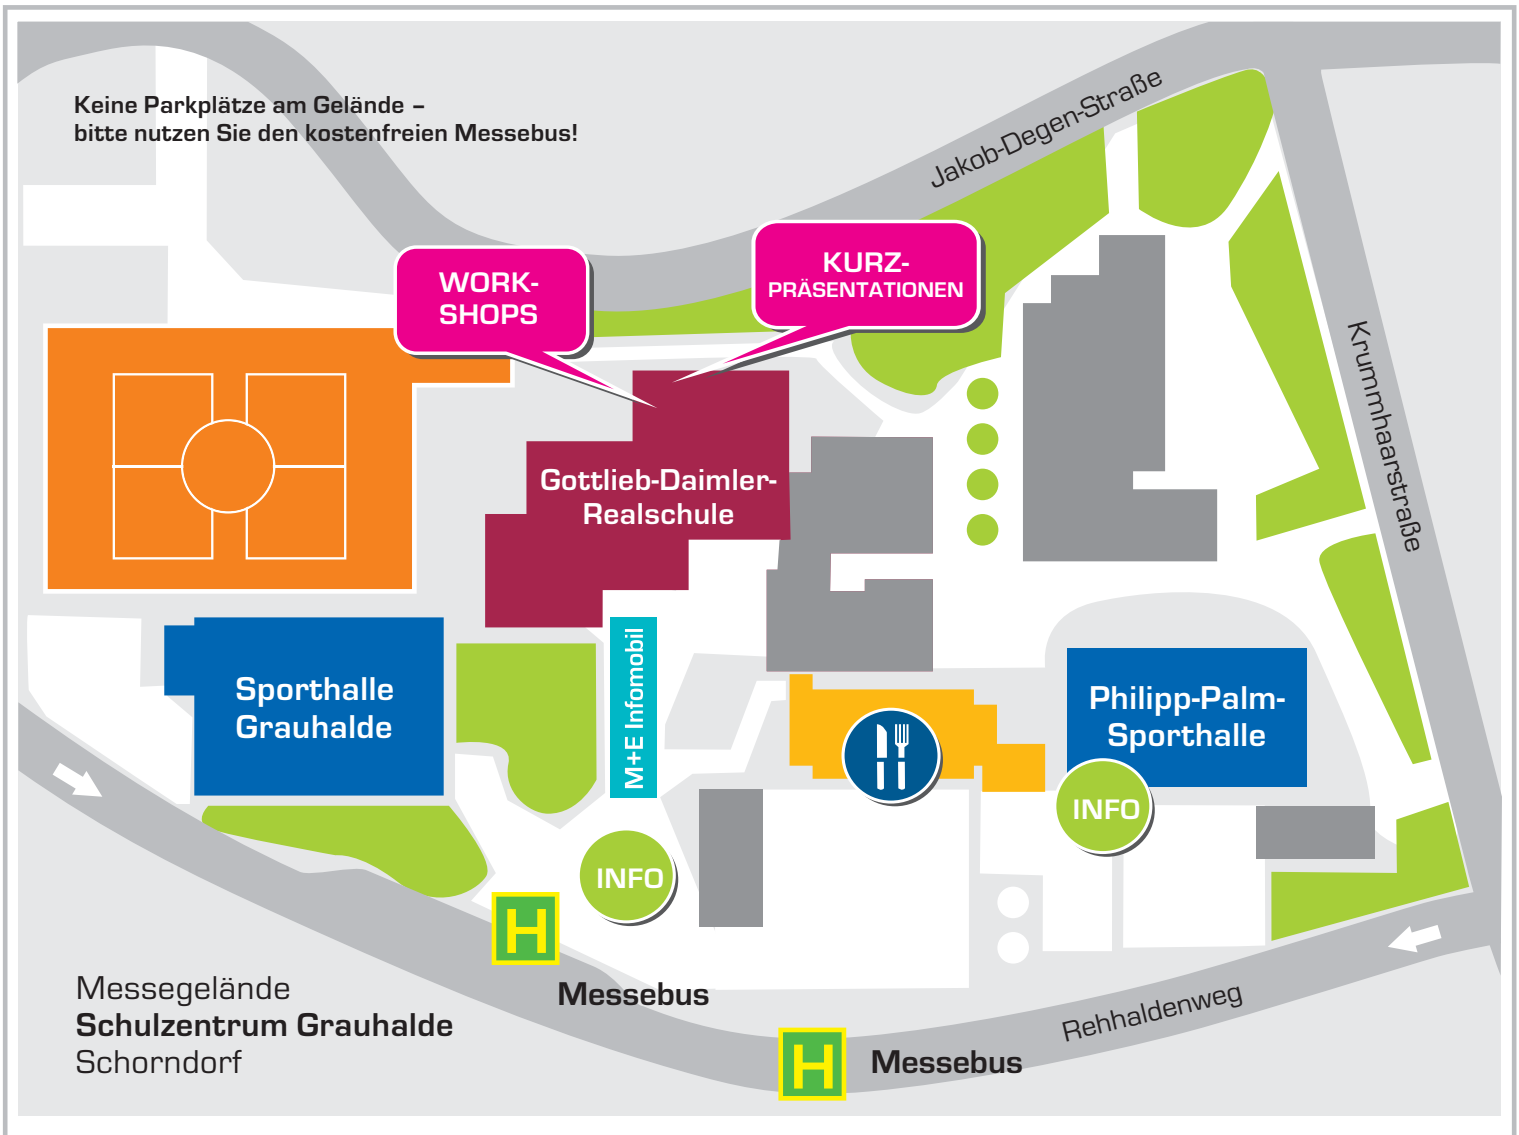 Keine Parkplätze am Gelände –
bitte nutzen Sie den kostenfreien Messebus!
Jakob-Degen-Straße
WORK-
SHOPS
KURZ-
PRÄSENTATIONEN
Krummhaarstraße
Gottlieb-Daimler-
Realschule
Sporthalle
Grauhalde
M+E Infomobil
Philipp-Palm-
Sporthalle
INFO
INFO
H
Messebus
Messegelände
Schulzentrum Grauhalde
Schorndorf
H
Messebus
Rehhaldenweg